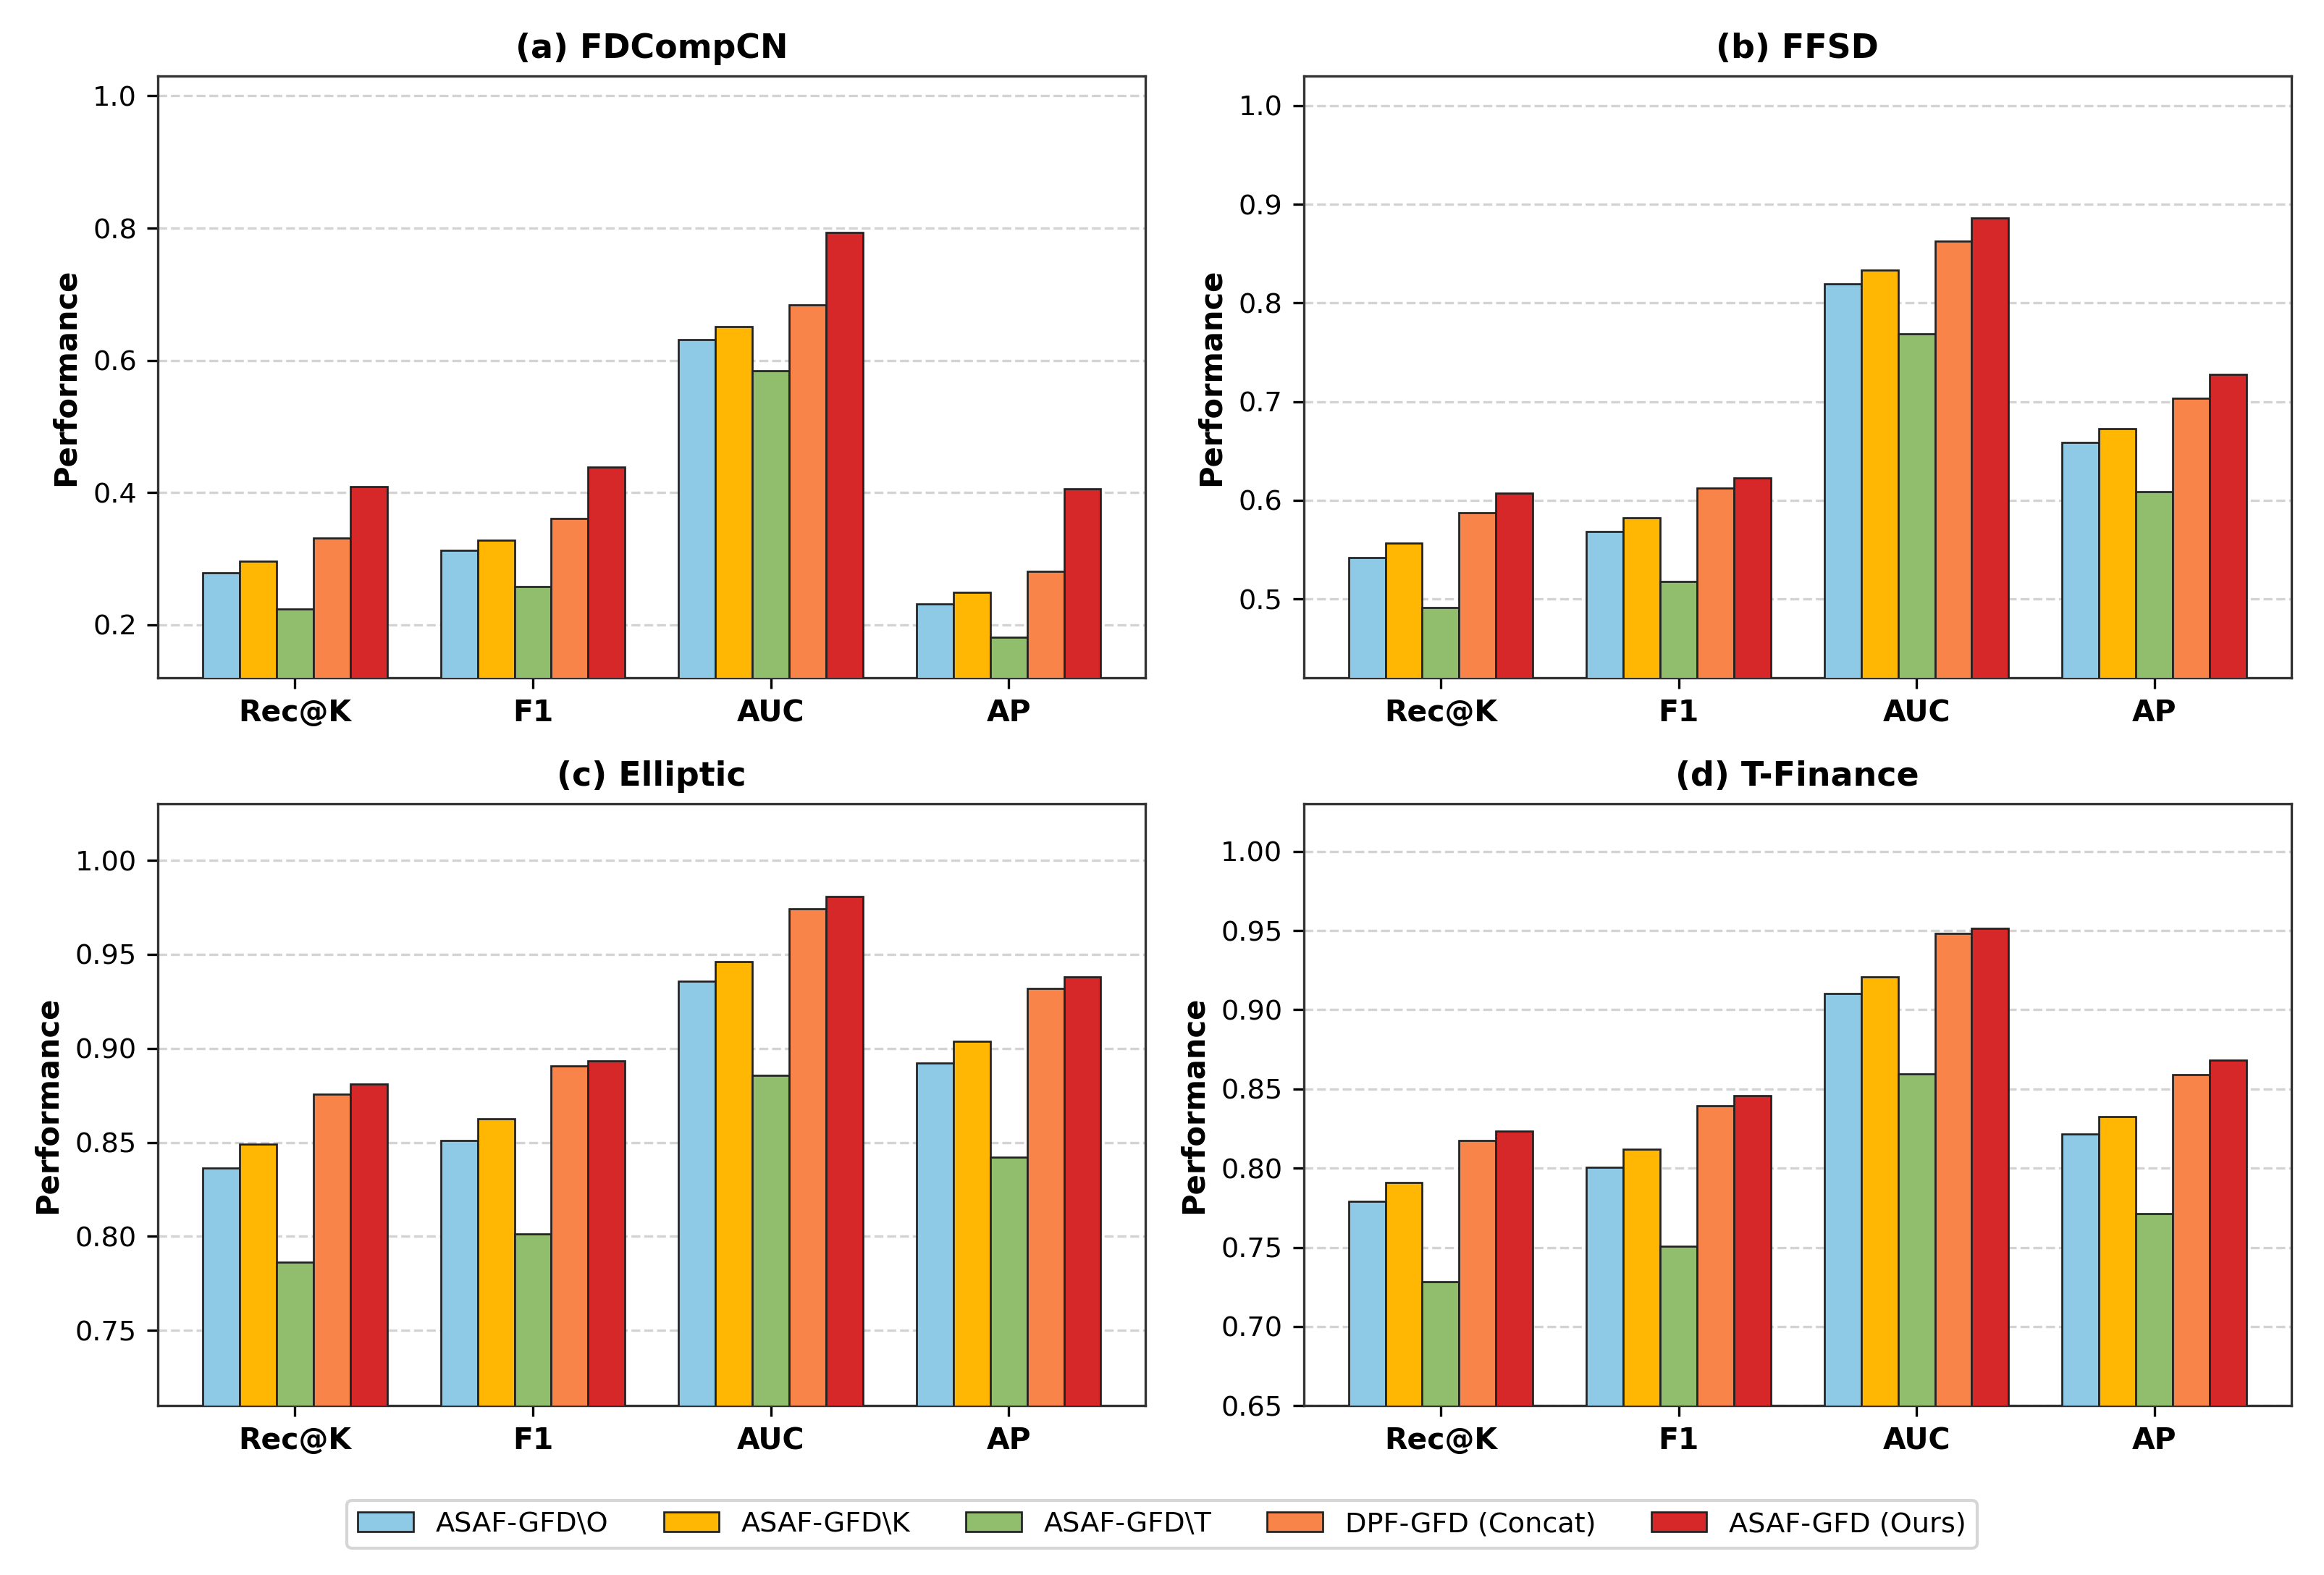 (a) FDCompCN
Performance
1.0
0.8
0.6
0.4
0.2
Rec@K F1 AUC AP
(b) FFSD
Performance
1.0
0.9
0.8
0.7
0.6
0.5
Rec@K F1 AUC AP
(c) Elliptic
Performance
1.00
0.95
0.90
0.85
0.80
0.75
Rec@K F1 AUC AP
(d) T-Finance
Performance
1.00
0.95
0.90
0.85
0.80
0.75
0.70
0.65
Rec@K F1 AUC AP
ASAF-GFD\O ASAF-GFD\K ASAF-GFD\T DPF-GFD (Concat) ASAF-GFD (Ours)